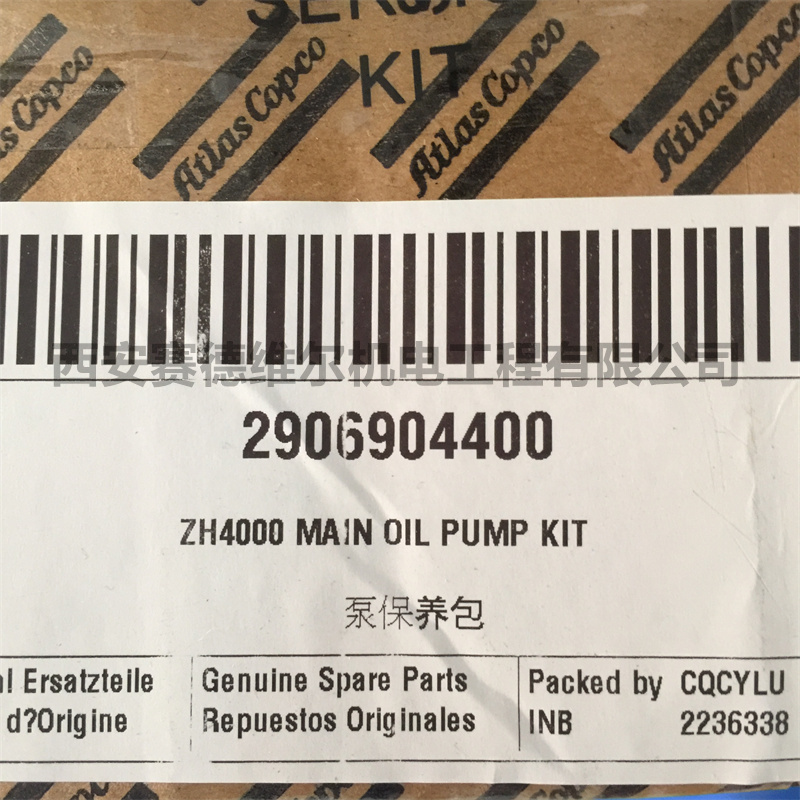 SERVICE
KIT
Atlas Copco
Atlas Copco
Atlas Copco
Atlas Copco
西安赛德维尔机电工程有限公司
2906904400
ZH4000 MAIN OIL PUMP KIT
泵保养包
Ersatzteile
d?Origine
Genuine Spare Parts
Repuestos Originales
Packed by CQCYLU
INB 2236338